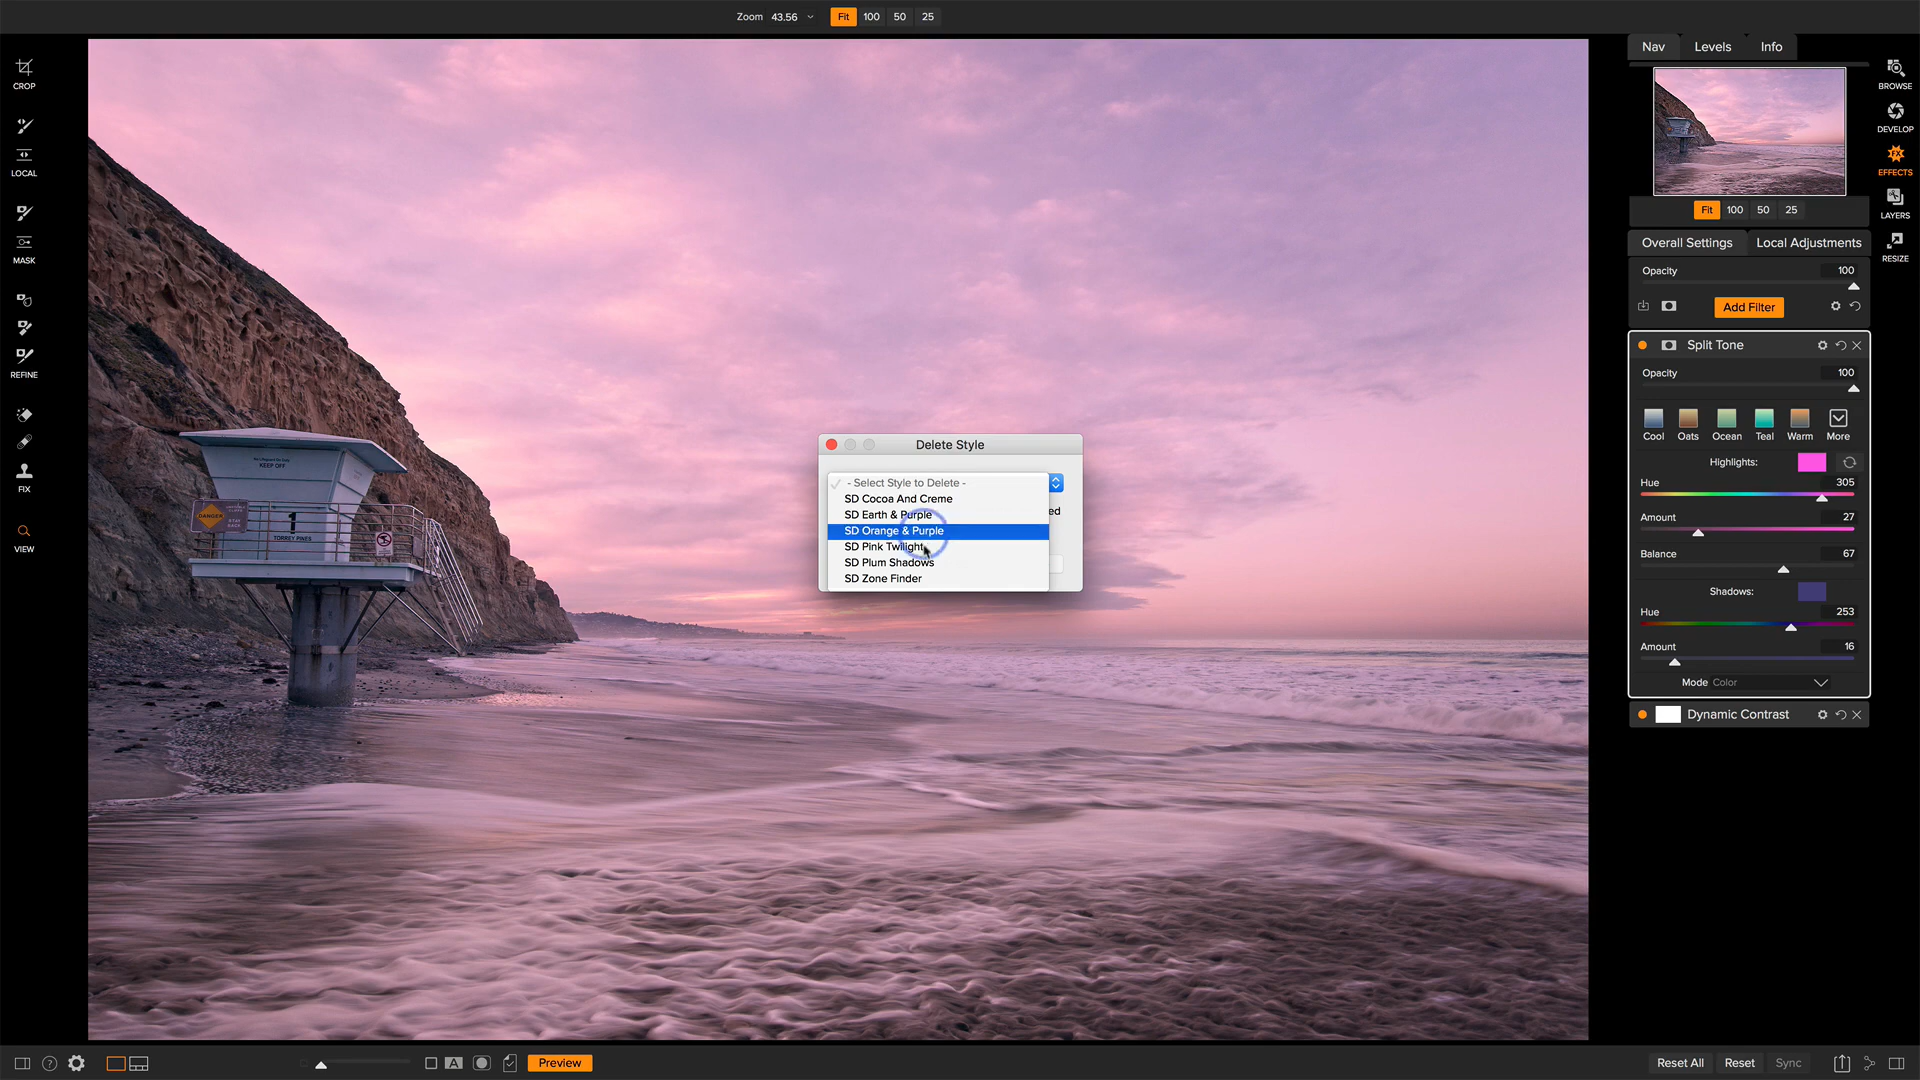 Zoom 43.56 Fit 100 50 25
CROP
LOCAL
MASK
REFINE
FIX
VIEW
KEEP OFF
DANGER
STAY
BACK
1
TORREY PINES
Delete Style
- Select Style to Delete -
SD Cocoa And Creme
SD Earth & Purple
SD Orange & Purple
SD Pink Twilight
SD Plum Shadows
SD Zone Finder
ed
Nav Levels Info
Fit 100 50 25
Overall Settings Local Adjustments
Opacity 100
Add Filter
Split Tone
Opacity 100
Cool Oats Ocean Teal Warm More
Highlights:
Hue 305
Amount 27
Balance 67
Shadows:
Hue 253
Amount 16
Mode Color
Dynamic Contrast
BROWSE
DEVELOP
FX
EFFECTS
LAYERS
RESIZE
? A Preview
Reset All Reset Sync